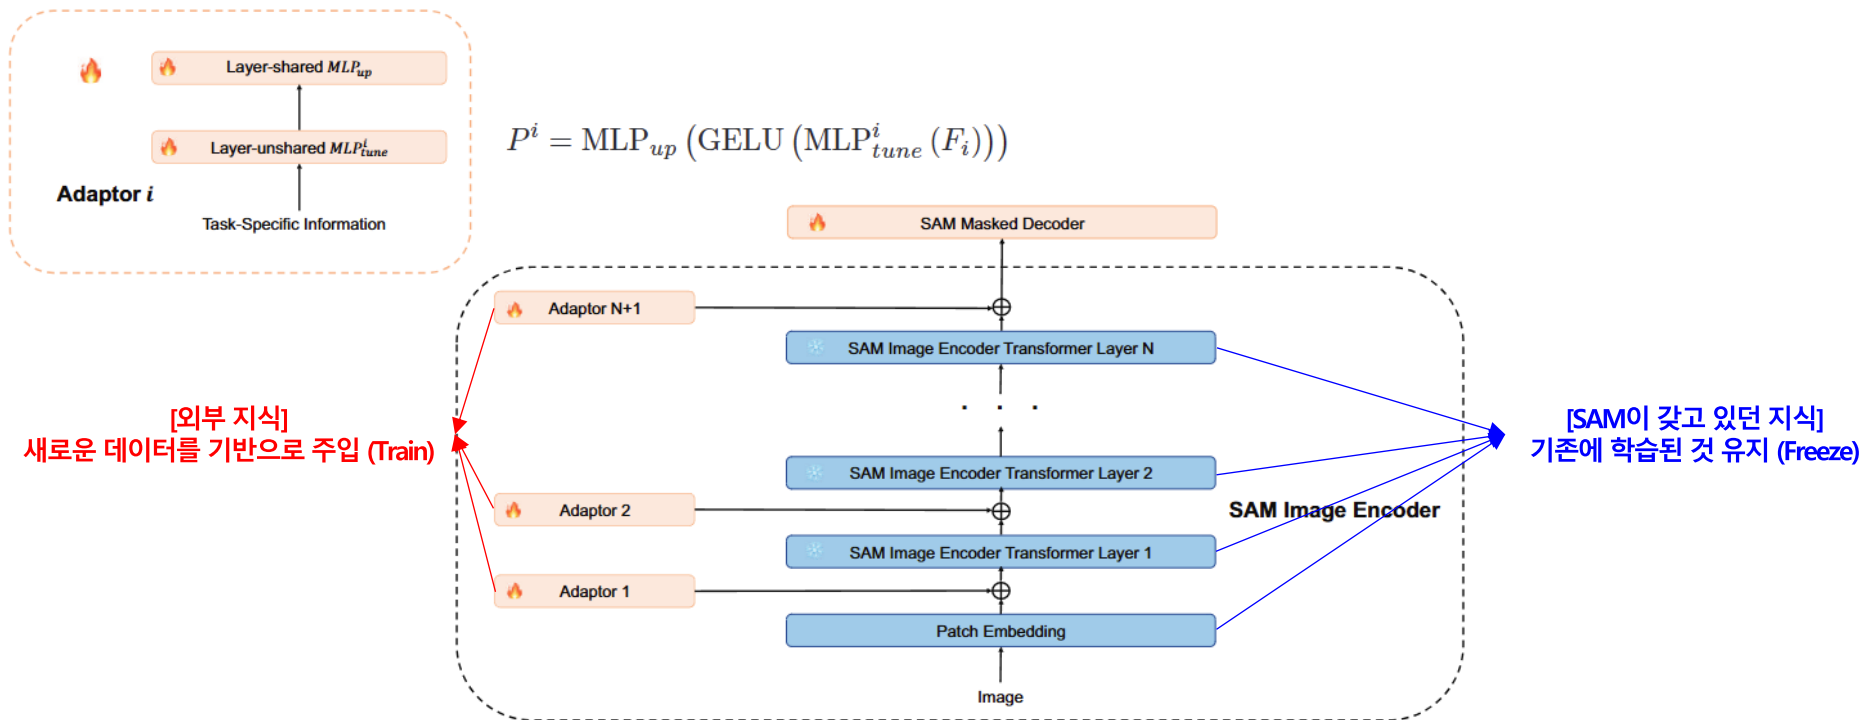 Layer-shared MLP_up
Layer-unshared MLP^i_tune
Adaptor i
Task-Specific Information
P^i = MLP_up (GELU (MLP^i_tune (F_i)))
SAM Masked Decoder
Adaptor N+1
SAM Image Encoder Transformer Layer N
. . .
[외부 지식]
새로운 데이터를 기반으로 주입 (Train)
[SAM이 갖고 있던 지식]
기존에 학습된 것 유지 (Freeze)
SAM Image Encoder Transformer Layer 2
Adaptor 2
SAM Image Encoder
SAM Image Encoder Transformer Layer 1
Adaptor 1
Patch Embedding
Image